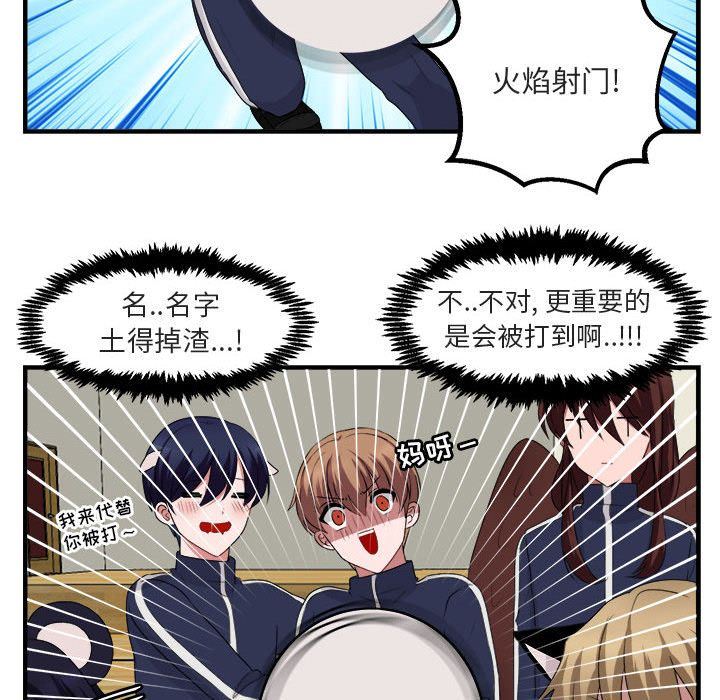 火焰射门!
名..名字
土得掉渣...!
不..不对, 更重要的
是会被打到啊..!!!
妈呀~
我来代替
你被打~